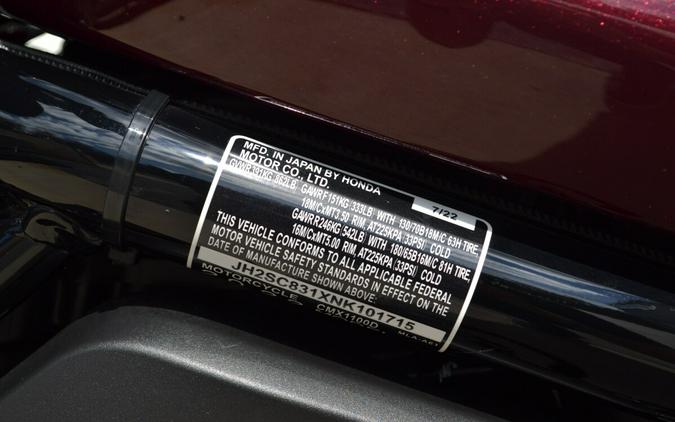 MFD. IN JAPAN BY HONDA
MOTOR CO., LTD. 7/22
GAWR F151KG 333LB WITH 130/70B18M/C 63H TIRE,
18M/CxMT3.50 RIM, AT225KPA (33PSI) COLD
GAWR R246KG 542LB WITH 180/65B16M/C 81H TIRE,
16M/CxMT5.00 RIM, AT225KPA (33PSI) COLD
THIS VEHICLE CONFORMS TO ALL APPLICABLE FEDERAL
MOTOR VEHICLE SAFETY STANDARDS IN EFFECT ON THE
DATE OF MANUFACTURE SHOWN ABOVE.
JH2SC831XNK101715
MOTORCYCLE CMX1100D